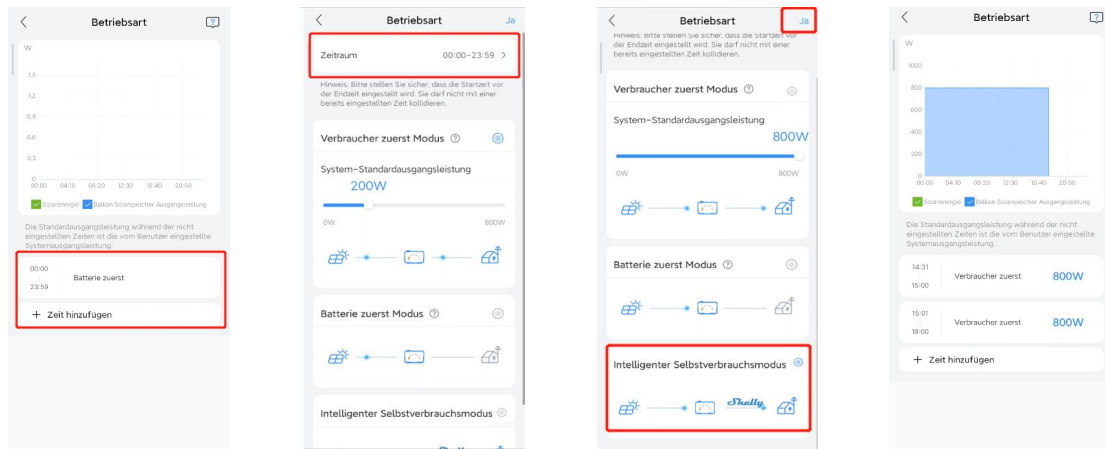 Betriebsart
W
1,5
1,2
0,9
0,6
0,3
0
00:00 04:10 08:20 12:30 16:40 20:50
Solarenergie Balkon Solarspeicher Ausgangsleistung
Die Standardausgangsleistung während der nicht
eingestellten Zeiten ist die vom Benutzer eingestellte
Systemausgangsleistung.
00:00
Batterie zuerst
23:59
+ Zeit hinzufügen
Betriebsart Ja
Zeitraum 00:00-23:59 >
Hinweis: Bitte stellen Sie sicher, dass die Startzeit vor
der Endzeit eingestellt wird. Sie darf nicht mit einer
bereits eingestellten Zeit kollidieren.
Verbraucher zuerst Modus ?
System-Standardausgangsleistung
200W
0W 800W
Batterie zuerst Modus ?
Intelligenter Selbstverbrauchsmodus
Betriebsart Ja
Hinweis: Bitte stellen Sie sicher, dass die Startzeit vor
der Endzeit eingestellt wird. Sie darf nicht mit einer
bereits eingestellten Zeit kollidieren.
Verbraucher zuerst Modus ?
System-Standardausgangsleistung
800W
0W 800W
Batterie zuerst Modus ?
Intelligenter Selbstverbrauchsmodus
Shelly
Betriebsart
W
1000
800
600
400
200
0
00:00 04:10 08:20 12:30 16:40 20:50
Solarenergie Balkon Solarspeicher Ausgangsleistung
Die Standardausgangsleistung während der nicht
eingestellten Zeiten ist die vom Benutzer eingestellte
Systemausgangsleistung.
14:31
Verbraucher zuerst 800W
15:00
15:01
Verbraucher zuerst 800W
18:00
+ Zeit hinzufügen